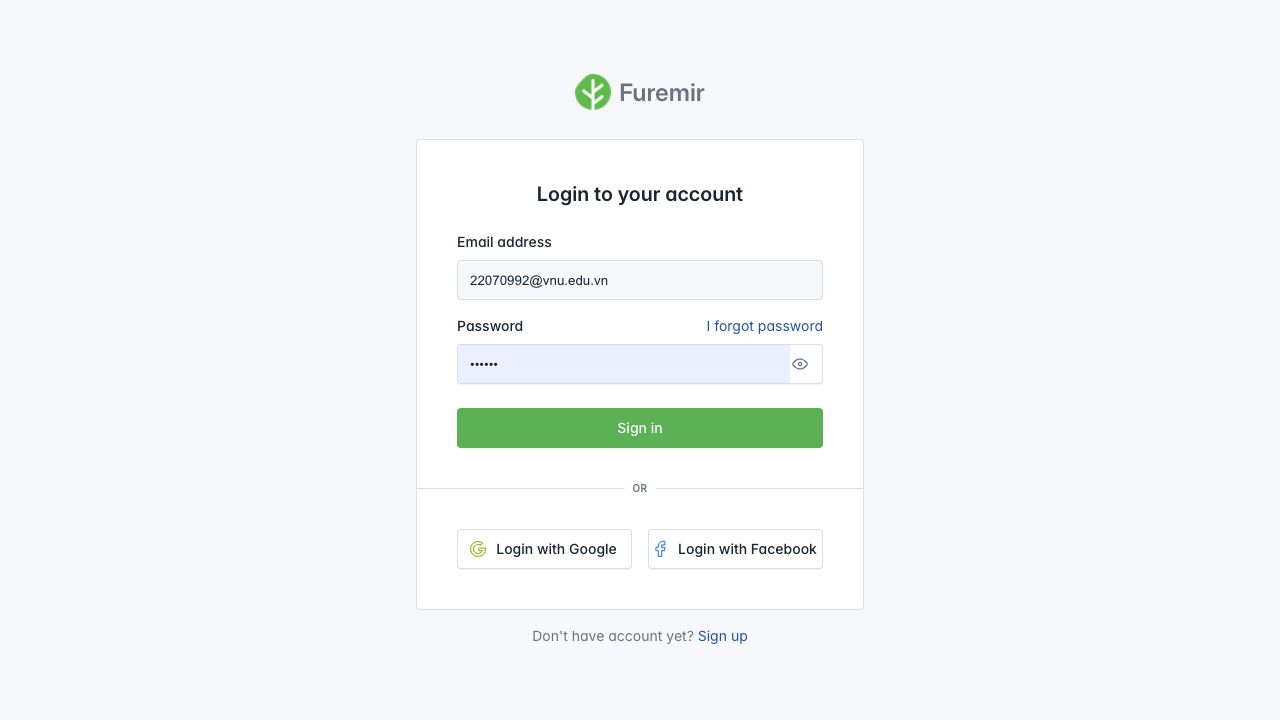 Furemir
Login to your account
Email address
22070992@vnu.edu.vn
Password
I forgot password
••••••
Sign in
OR
Login with Google
Login with Facebook
Don't have account yet? Sign up